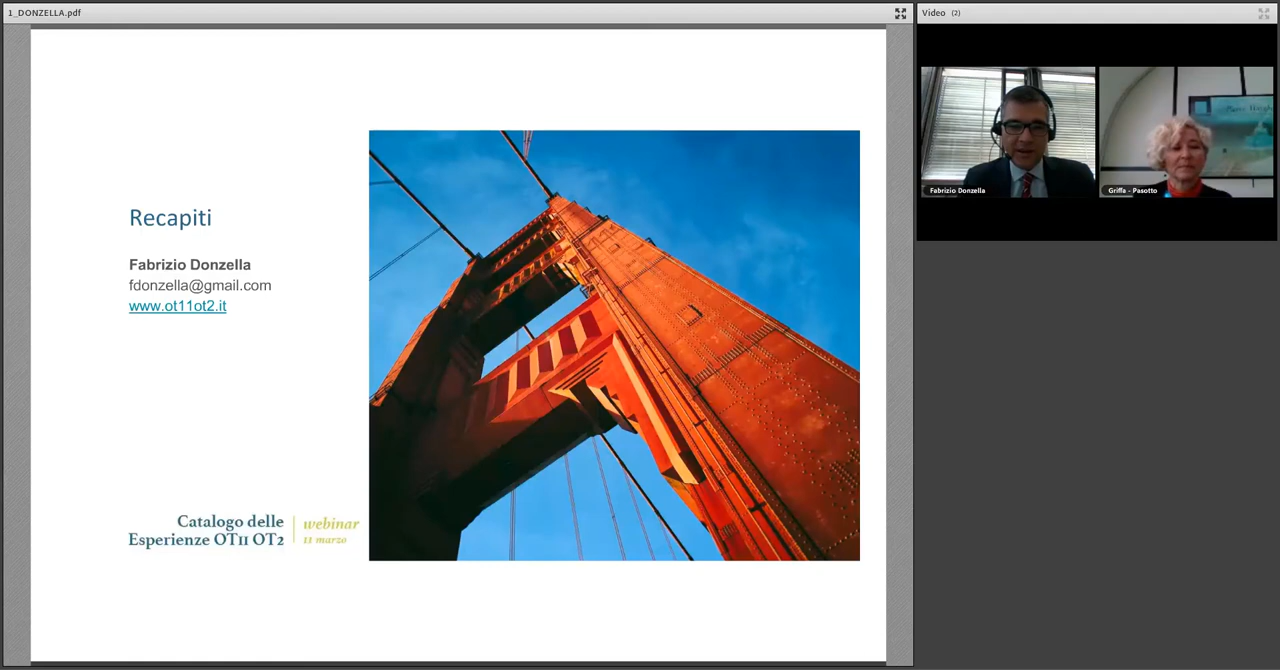 1_DONZELLA.pdf
Video (2)
Fabrizio Donzella
Griffa - Pasotto
Recapiti
Fabrizio Donzella
fdonzella@gmail.com
www.ot11ot2.it
Catalogo delle
Esperienze OT11 OT2
webinar
11 marzo